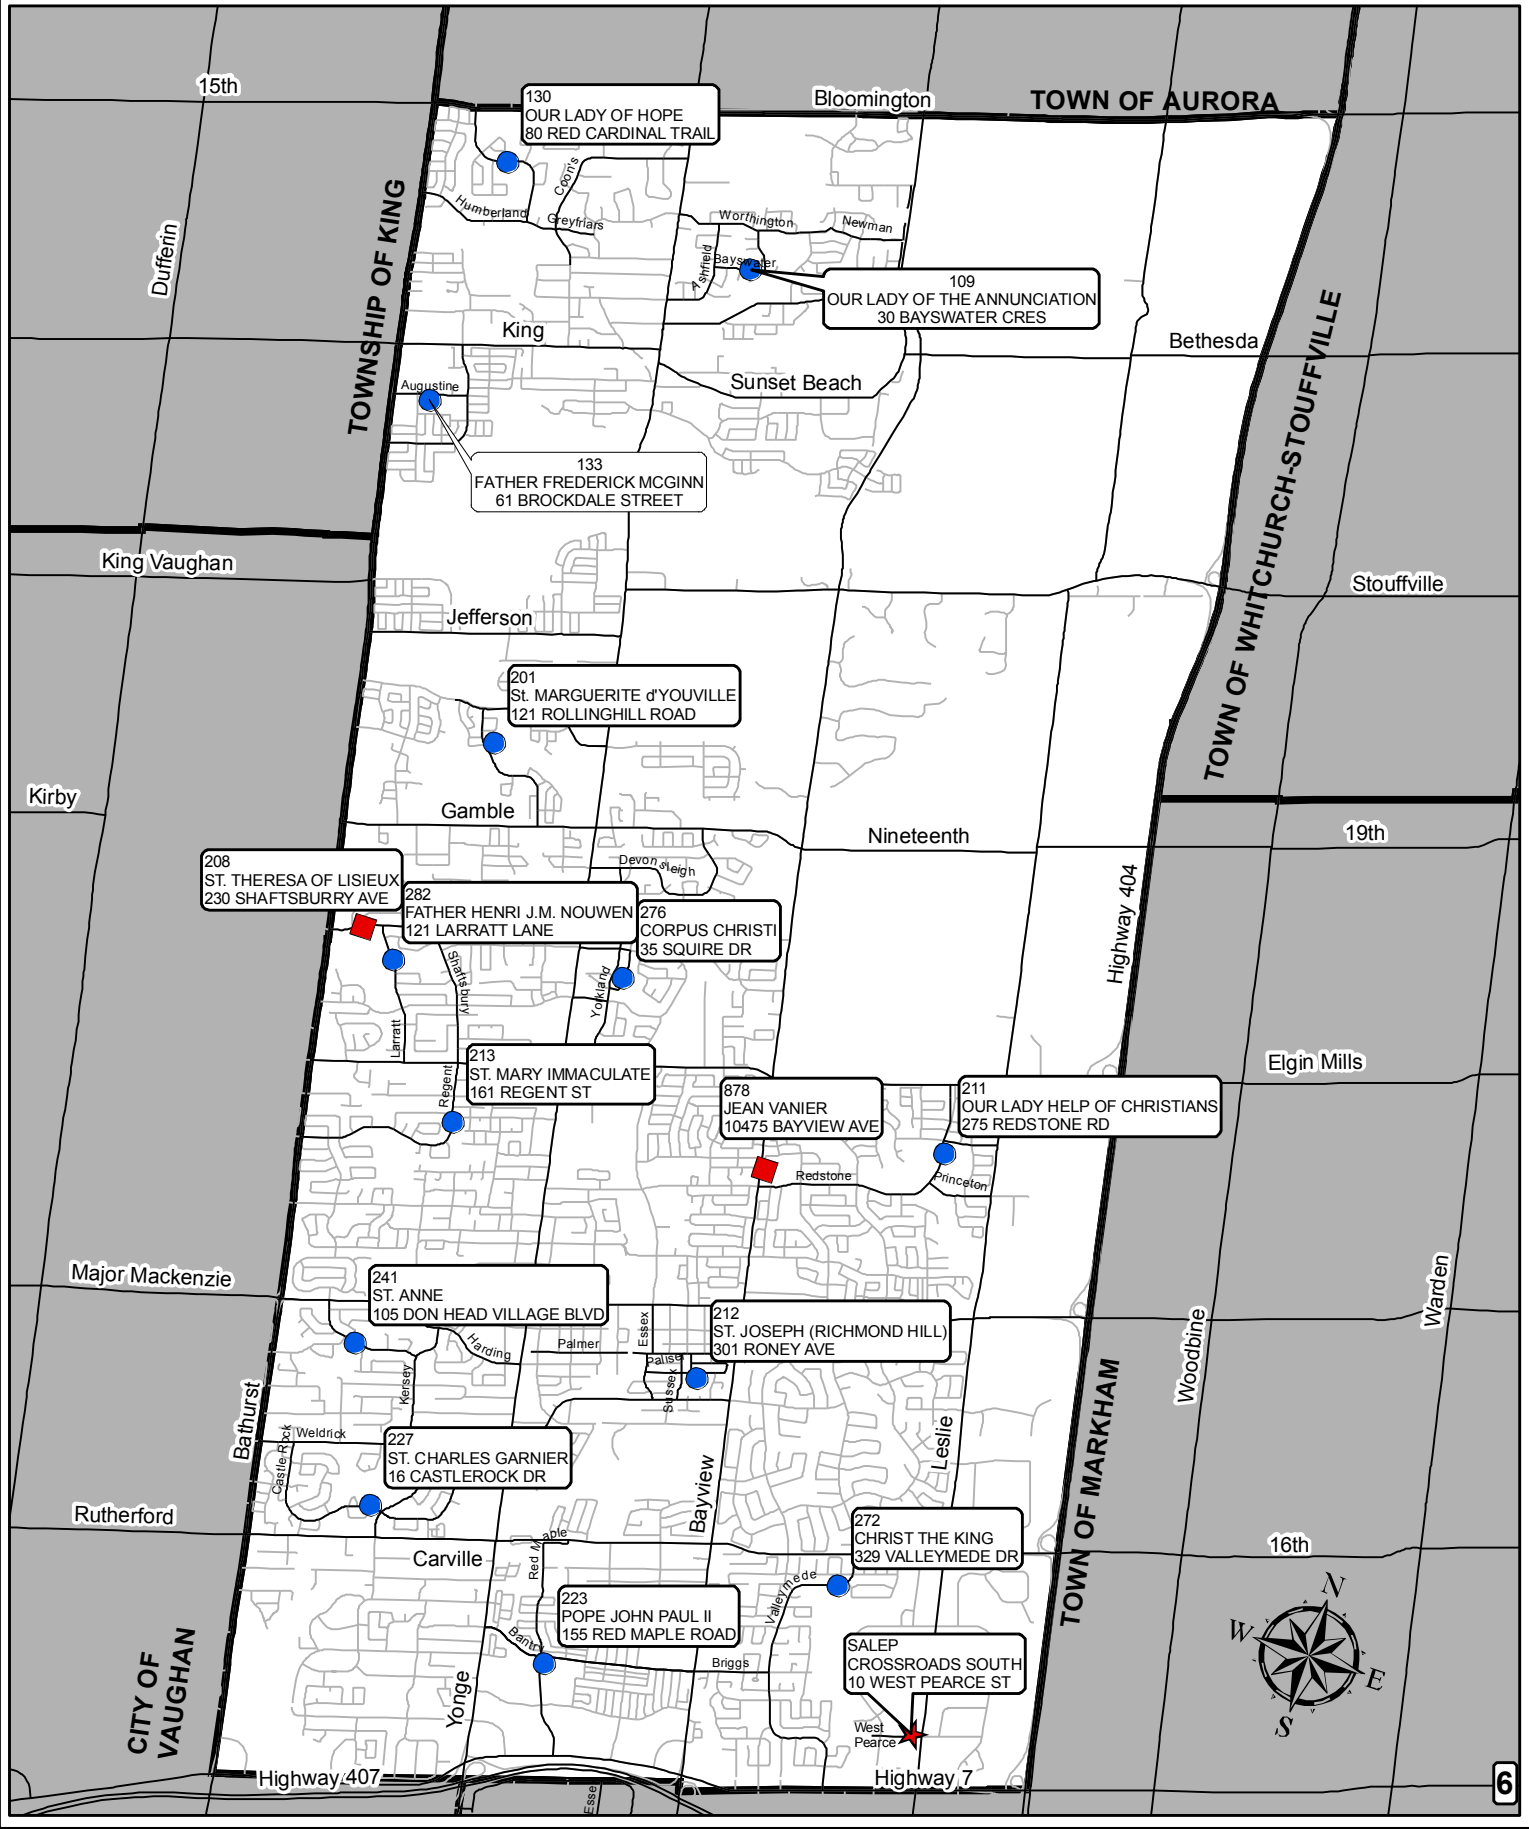 15th
Bloomington
TOWN OF AURORA
130
OUR LADY OF HOPE
80 RED CARDINAL TRAIL
Coon's
Humberland
Greyfriars
Worthington
Newman
Dufferin
TOWNSHIP OF KING
Ashfield
Bayswater
109
OUR LADY OF THE ANNUNCIATION
30 BAYSWATER CRES
King
Bethesda
Sunset Beach
Augustine
133
FATHER FREDERICK MCGINN
61 BROCKDALE STREET
TOWN OF WHITCHURCH-STOUFFVILLE
King Vaughan
Stouffville
Jefferson
201
St. MARGUERITE d'YOUVILLE
121 ROLLINGHILL ROAD
Kirby
Gamble
Nineteenth
19th
Devonsleigh
208
ST. THERESA OF LISIEUX
230 SHAFTSBURRY AVE
282
FATHER HENRI J.M. NOUWEN
121 LARRATT LANE
276
CORPUS CHRISTI
35 SQUIRE DR
Highway 404
Shaftsbury
Yorkland
Larratt
213
ST. MARY IMMACULATE
161 REGENT ST
Regent
Elgin Mills
878
JEAN VANIER
10475 BAYVIEW AVE
211
OUR LADY HELP OF CHRISTIANS
275 REDSTONE RD
Redstone
Princeton
Major Mackenzie
241
ST. ANNE
105 DON HEAD VILLAGE BLVD
Warden
Woodbine
212
ST. JOSEPH (RICHMOND HILL)
301 RONEY AVE
Essex
Harding
Palmer
Paliser
Sussex
Kersey
Bathurst
Weldrick
Castle Rock
227
ST. CHARLES GARNIER
16 CASTLEROCK DR
Leslie
TOWN OF MARKHAM
Bayview
Rutherford
272
CHRIST THE KING
329 VALLEYMEDE DR
16th
Carville
Red Maple
Valleymede
223
POPE JOHN PAUL II
155 RED MAPLE ROAD
Bantry
Briggs
SALEP
CROSSROADS SOUTH
10 WEST PEARCE ST
N
W
E
S
CITY OF
VAUGHAN
Yonge
West
Pearce
Highway 407
Highway 7
Esse
6